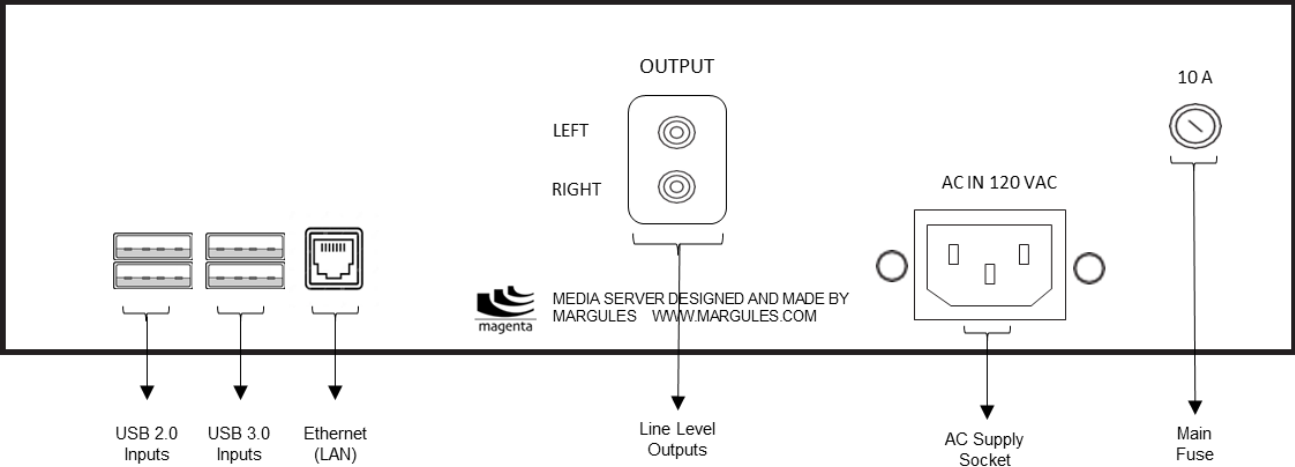 OUTPUT
10 A
LEFT
RIGHT
AC IN 120 VAC
MEDIA SERVER DESIGNED AND MADE BY
MARGULES WWW.MARGULES.COM
magenta
USB 2.0
Inputs
USB 3.0
Inputs
Ethernet
(LAN)
Line Level
Outputs
AC Supply
Socket
Main
Fuse